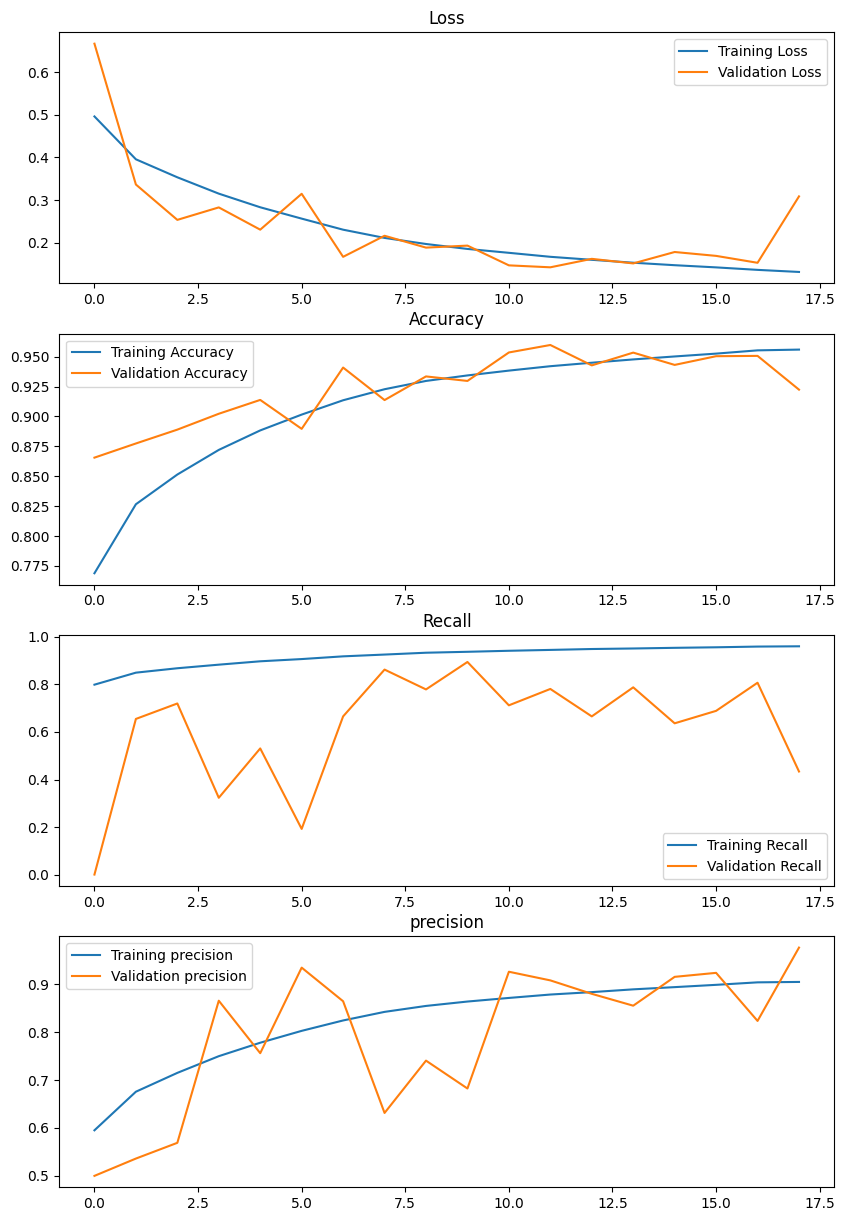 Loss
Training Loss
Validation Loss
0.6
0.5
0.4
0.3
0.2
0.0 2.5 5.0 7.5 10.0 12.5 15.0 17.5
Accuracy
Training Accuracy
Validation Accuracy
0.950
0.925
0.900
0.875
0.850
0.825
0.800
0.775
0.0 2.5 5.0 7.5 10.0 12.5 15.0 17.5
Recall
1.0
0.8
0.6
0.4
0.2
0.0
Training Recall
Validation Recall
0.0 2.5 5.0 7.5 10.0 12.5 15.0 17.5
precision
Training precision
Validation precision
0.9
0.8
0.7
0.6
0.5
0.0 2.5 5.0 7.5 10.0 12.5 15.0 17.5